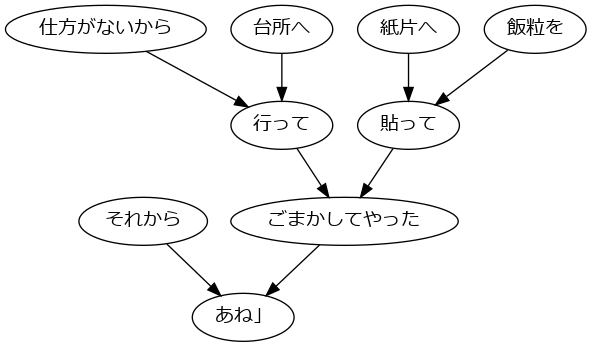 仕方がないから
台所へ
紙片へ
飯粒を
行って
貼って
それから
ごまかしてやった
あね」